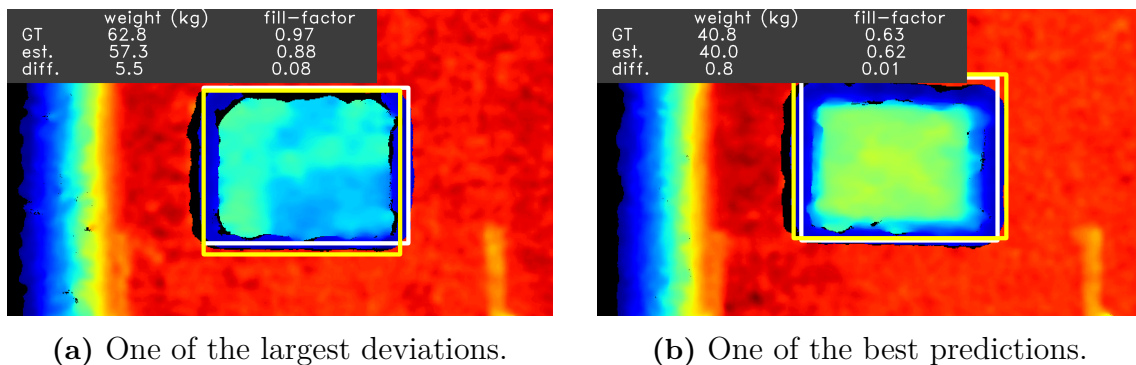 weight (kg) fill-factor
GT 62.8 0.97
est. 57.3 0.88
diff. 5.5 0.08
weight (kg) fill-factor
GT 40.8 0.63
est. 40.0 0.62
diff. 0.8 0.01
(a) One of the largest deviations.
(b) One of the best predictions.